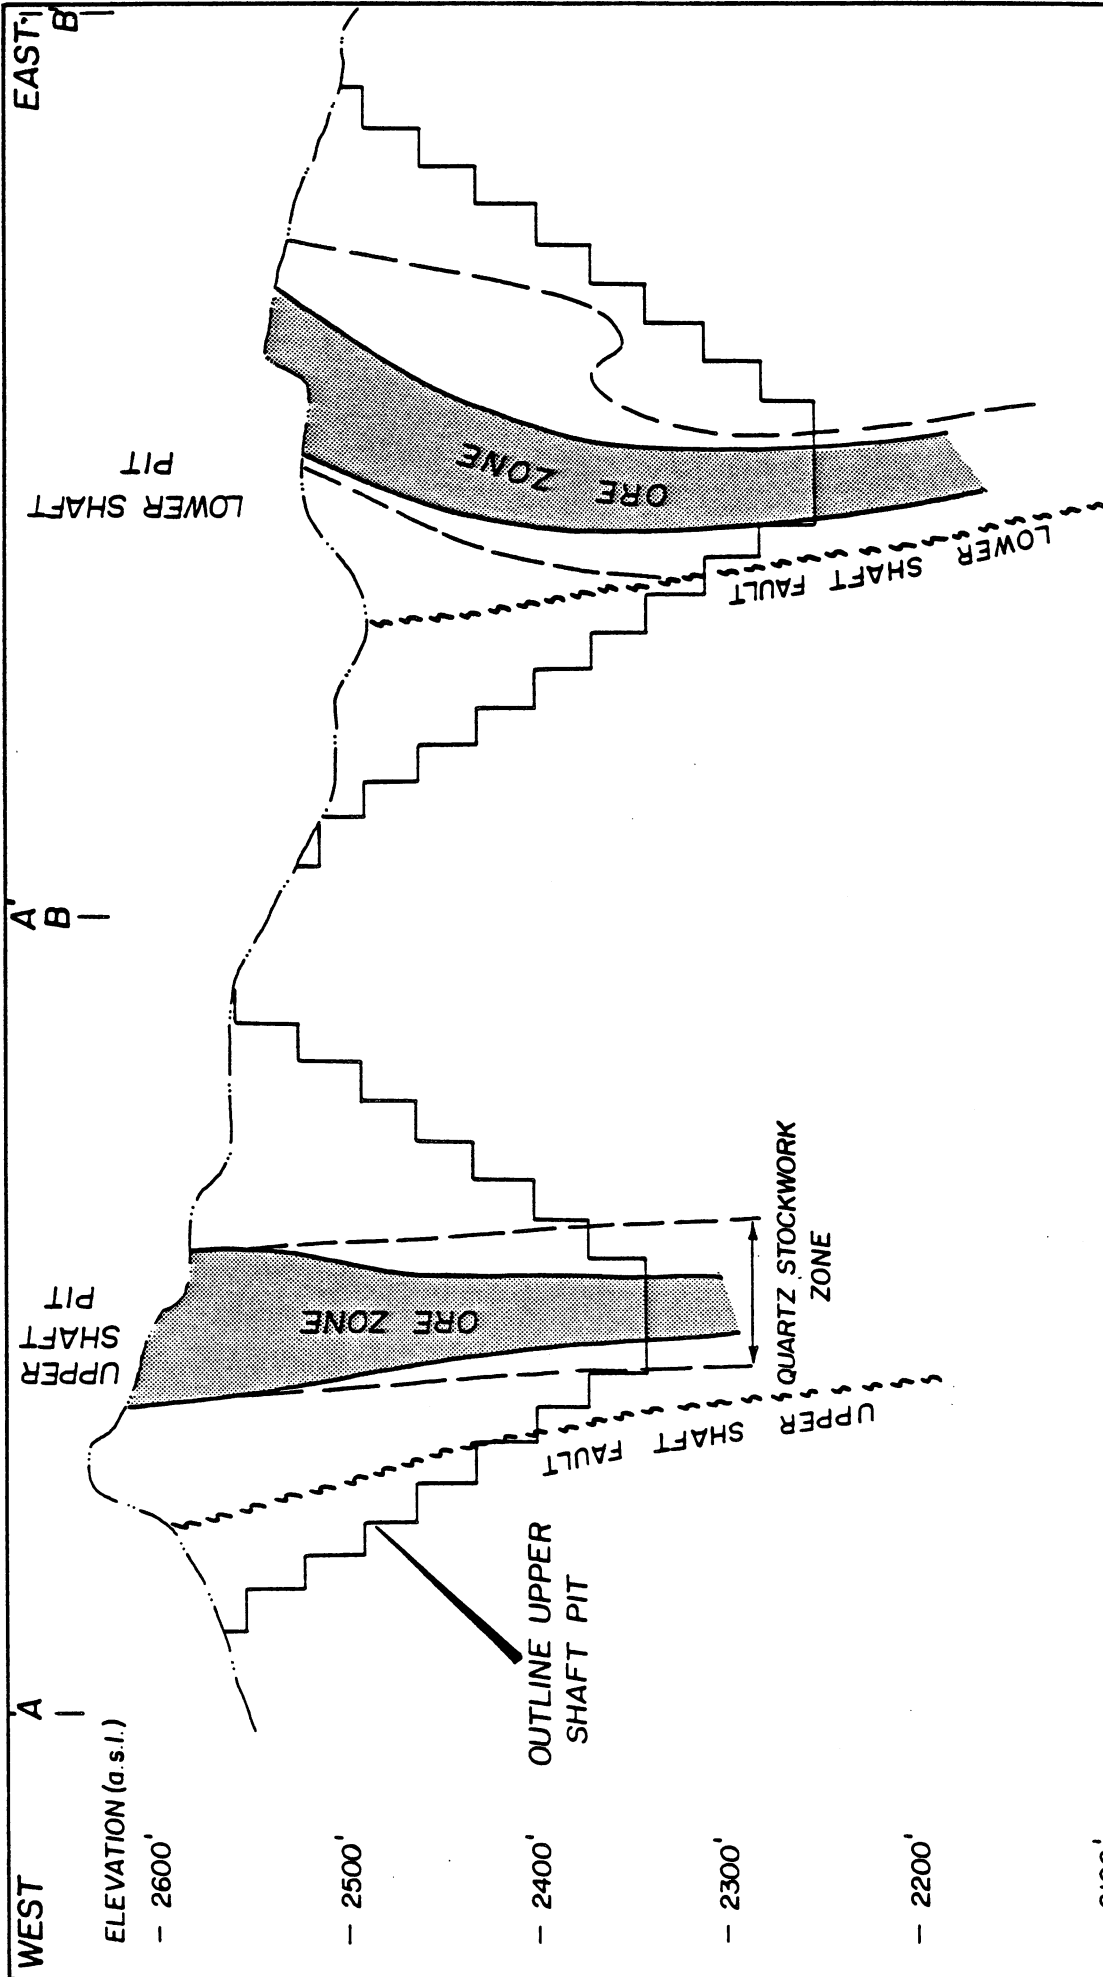 WEST
EAST
A
A'
B
B'
ELEVATION (a.s.l.)
- 2600'
- 2500'
- 2400'
- 2300'
- 2200'
UPPER
SHAFT
PIT
LOWER SHAFT
PIT
ORE ZONE
ORE ZONE
OUTLINE UPPER
SHAFT PIT
UPPER SHAFT FAULT
QUARTZ STOCKWORK
ZONE
LOWER SHAFT FAULT